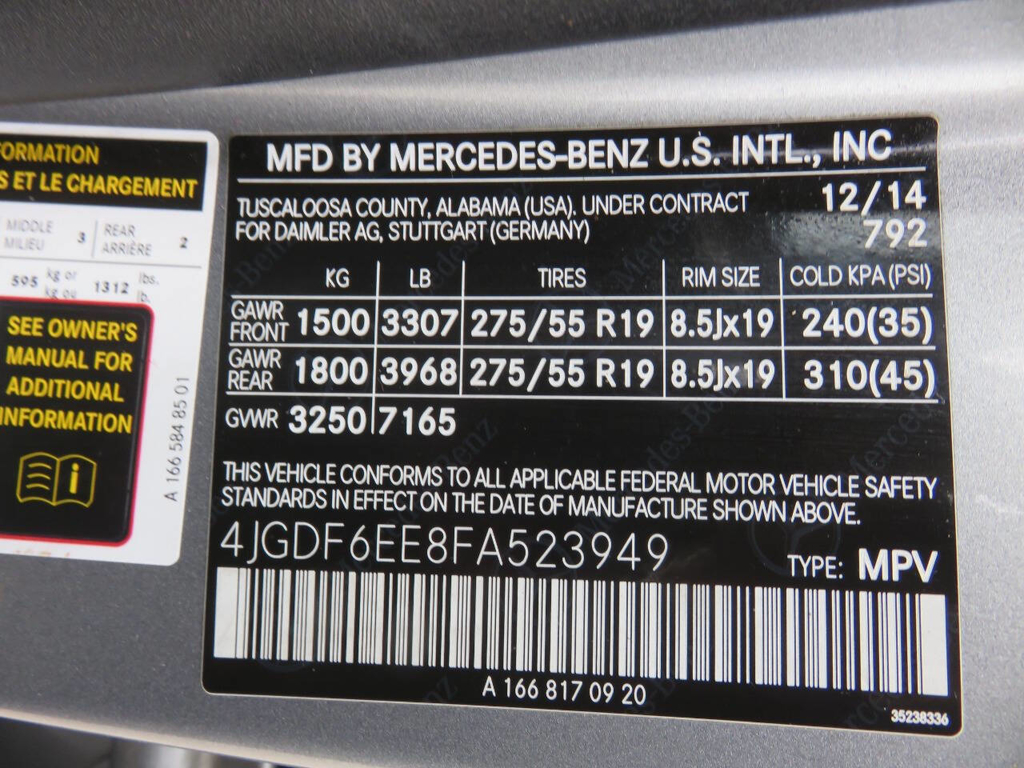 ORMATION
S ET LE CHARGEMENT
MIDDLE
MILIEU
3
REAR
ARRIÈRE
2
595 kg or
kg ou
1312 lbs.
lb.
SEE OWNER'S
MANUAL FOR
ADDITIONAL
INFORMATION
i
A 166 584 85 01
MFD BY MERCEDES-BENZ U.S. INTL., INC
TUSCALOOSA COUNTY, ALABAMA (USA). UNDER CONTRACT 12/14
FOR DAIMLER AG, STUTTGART (GERMANY) 792
KG LB TIRES RIM SIZE COLD KPA (PSI)
GAWR
FRONT 1500 3307 275/55 R19 8.5Jx19 240(35)
GAWR
REAR 1800 3968 275/55 R19 8.5Jx19 310(45)
GVWR 3250 7165
THIS VEHICLE CONFORMS TO ALL APPLICABLE FEDERAL MOTOR VEHICLE SAFETY
STANDARDS IN EFFECT ON THE DATE OF MANUFACTURE SHOWN ABOVE.
4JGDF6EE8FA523949
TYPE: MPV
A 166 817 09 20
35238336